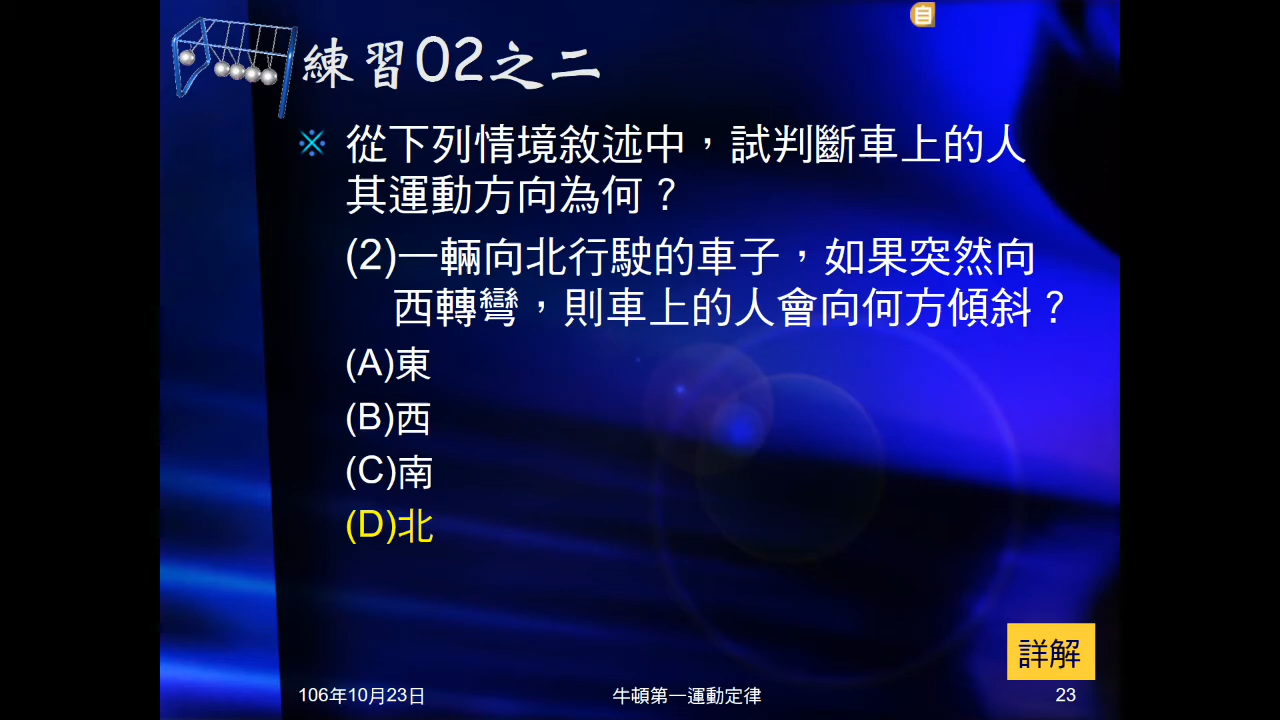 練習02之二
※ 從下列情境敘述中，試判斷車上的人
其運動方向為何？
(2)一輛向北行駛的車子，如果突然向
西轉彎，則車上的人會向何方傾斜？
(A)東
(B)西
(C)南
(D)北
詳解
106年10月23日
牛頓第一運動定律
23